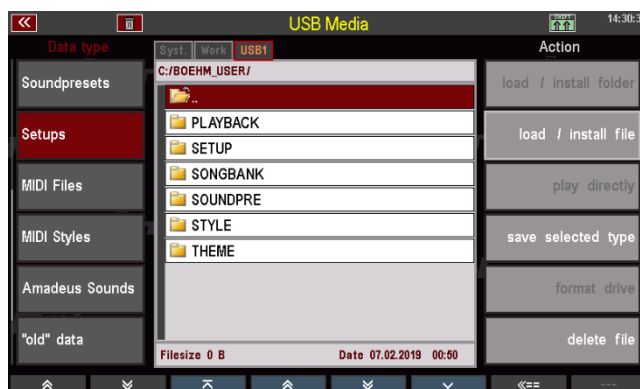 USB Media
SHIFT
14:30:3
Data type
Syst. Work USB1
Action
C:/BOEHM_USER/
..
PLAYBACK
SETUP
SONGBANK
SOUNDPRE
STYLE
THEME
Soundpresets
Setups
MIDI Files
MIDI Styles
Amadeus Sounds
"old" data
load / install folder
load / install file
play directly
save selected type
format drive
delete file
Filesize 0 B Date 07.02.2019 00:50
<==
---